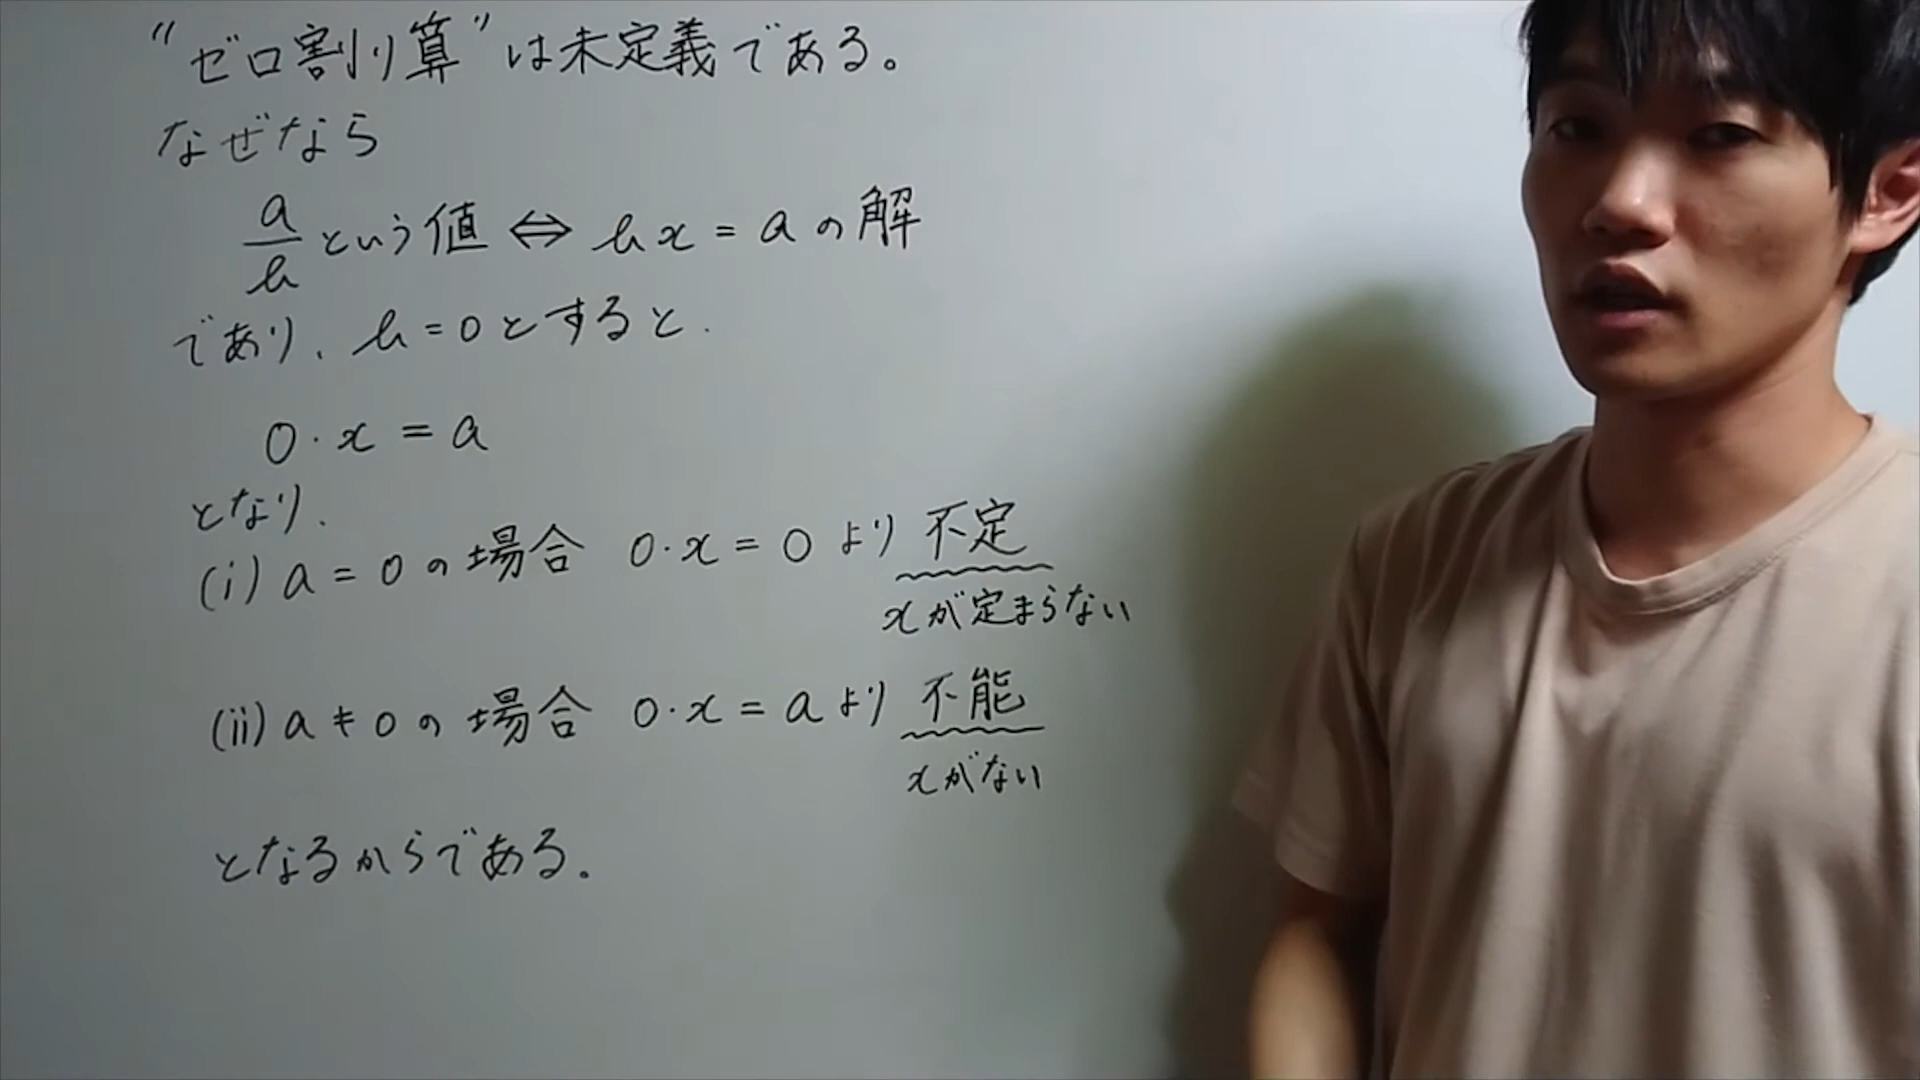 "ゼロ割り算"は未定義である。
なぜなら
a/b という値 ⇔ bx = a の解
であり、b = 0 とすると、
0・x = a
となり、
(i) a = 0 の場合 0・x = 0 より 不定
xが定まらない
(ii) a ≠ 0 の場合 0・x = a より 不能
xがない
となるからである。